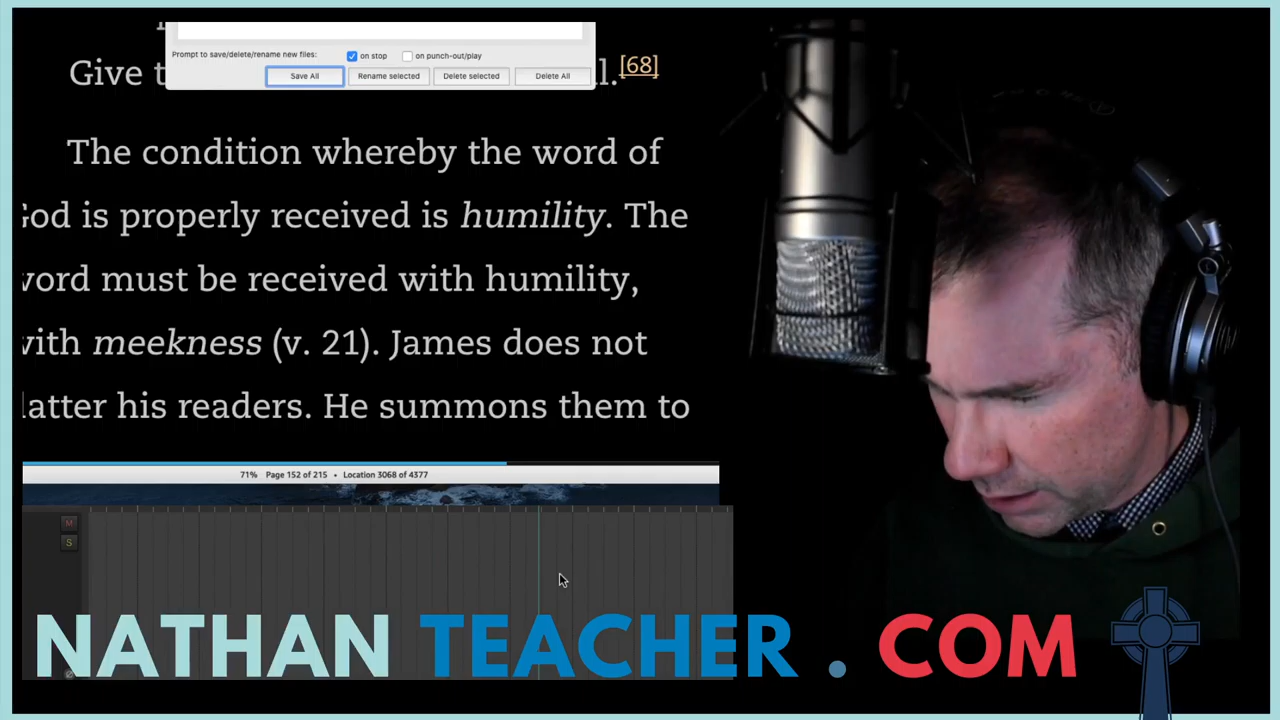 Prompt to save/delete/rename new files: on stop on punch-out/play
Save All Rename selected Delete selected Delete All
Give t l.[68]
The condition whereby the word of
God is properly received is humility. The
word must be received with humility,
with meekness (v. 21). James does not
latter his readers. He summons them to
71% Page 152 of 215 • Location 3068 of 4377
M
S
NATHAN TEACHER . COM